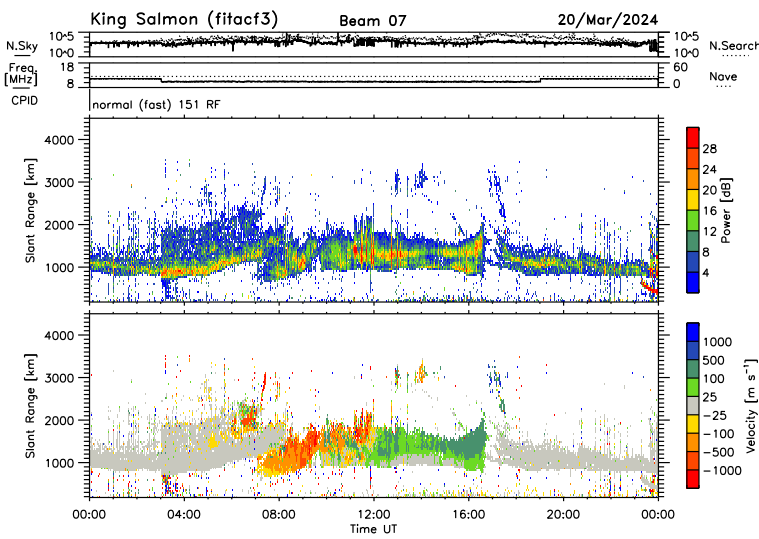 King Salmon (fitacf3) Beam 07 20/Mar/2024
N.Sky 10^5 10^0 10^5 10^0 N.Search
Freq. [MHz] 18 8 60 0 Nave
CPID normal (fast) 151 RF
Slant Range [km] 4000 3000 2000 1000
Power [dB] 28 24 20 16 12 8 4
Slant Range [km] 4000 3000 2000 1000
Velocity [m s⁻¹] 1000 500 100 25 −25 −100 −500 −1000
00:00 04:00 08:00 12:00 16:00 20:00 00:00
Time UT